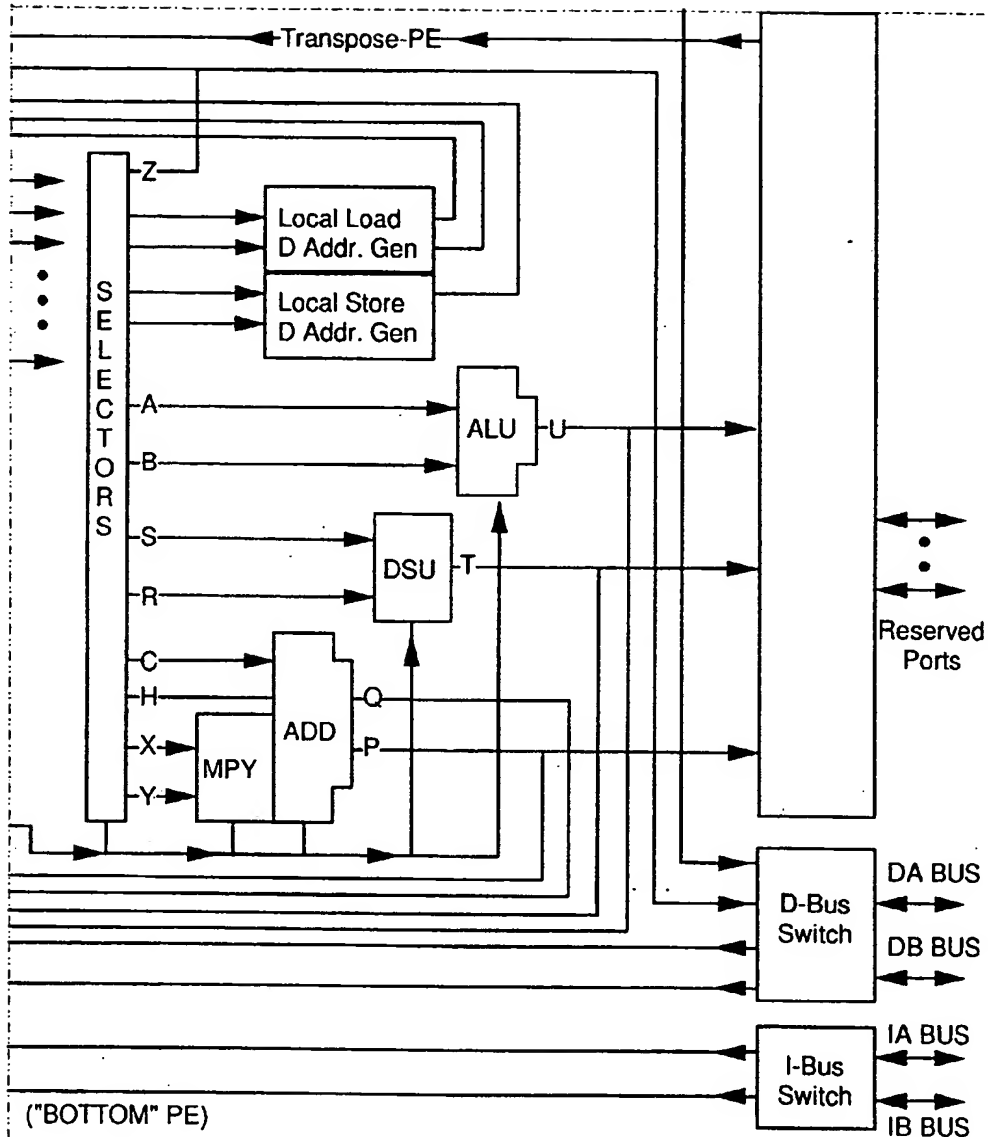 Transpose-PE
Z
Local Load
D Addr. Gen
Local Store
D Addr. Gen
SELECTORS
A
B
ALU
U
S
R
DSU
T
C
H
X
Y
MPY
ADD
Q
P
Reserved
Ports
D-Bus
Switch
DA BUS
DB BUS
I-Bus
Switch
IA BUS
IB BUS
("BOTTOM" PE)